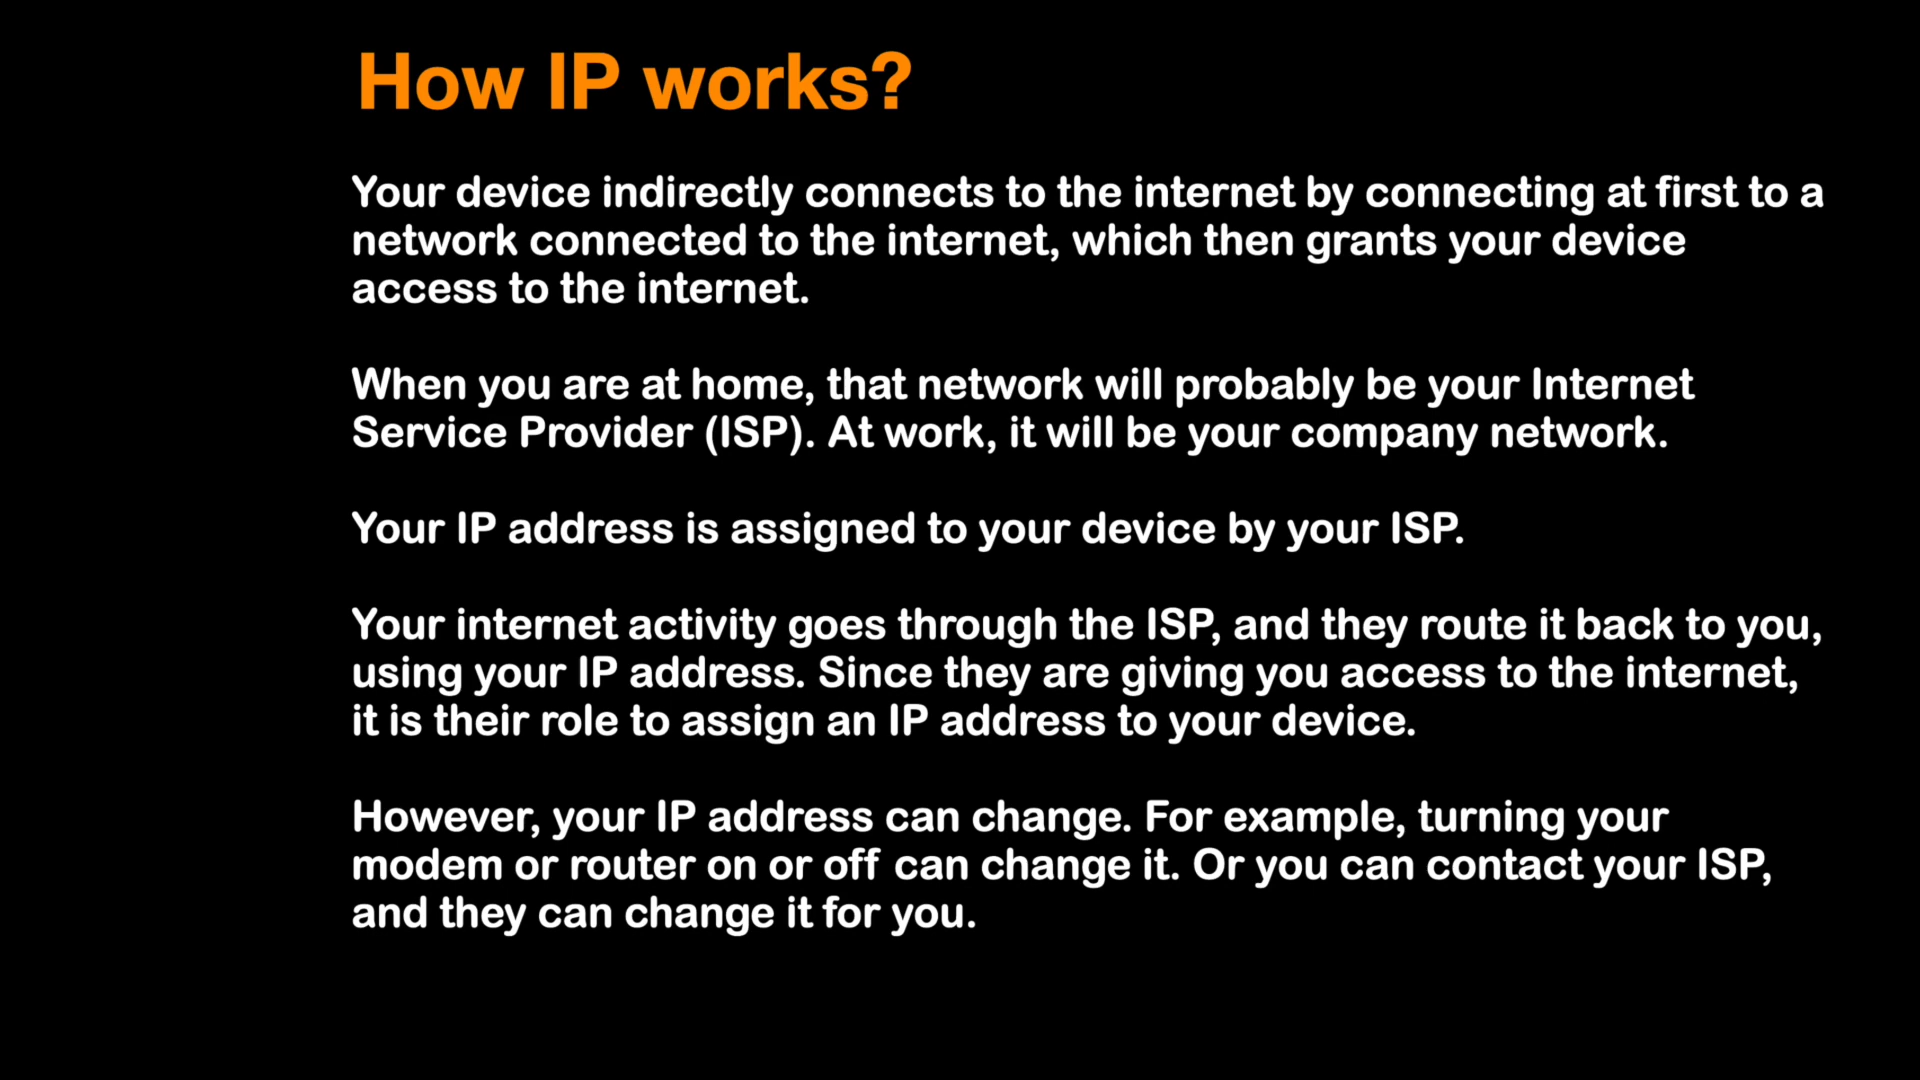 How IP works?
Your device indirectly connects to the internet by connecting at first to a
network connected to the internet, which then grants your device
access to the internet.
When you are at home, that network will probably be your Internet
Service Provider (ISP). At work, it will be your company network.
Your IP address is assigned to your device by your ISP.
Your internet activity goes through the ISP, and they route it back to you,
using your IP address. Since they are giving you access to the internet,
it is their role to assign an IP address to your device.
However, your IP address can change. For example, turning your
modem or router on or off can change it. Or you can contact your ISP,
and they can change it for you.